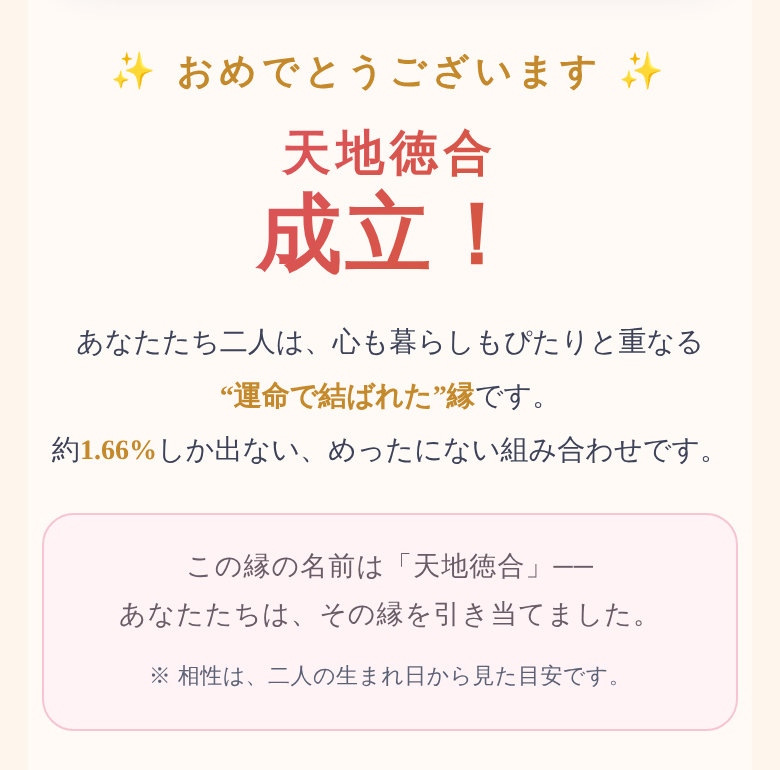 ✨ おめでとうございます ✨
天地徳合
成立！
あなたたち二人は、心も暮らしもぴたりと重なる
“運命で結ばれた”縁です。
約1.66%しか出ない、めったにない組み合わせです。
この縁の名前は「天地徳合」──
あなたたちは、その縁を引き当てました。
※ 相性は、二人の生まれ日から見た目安です。